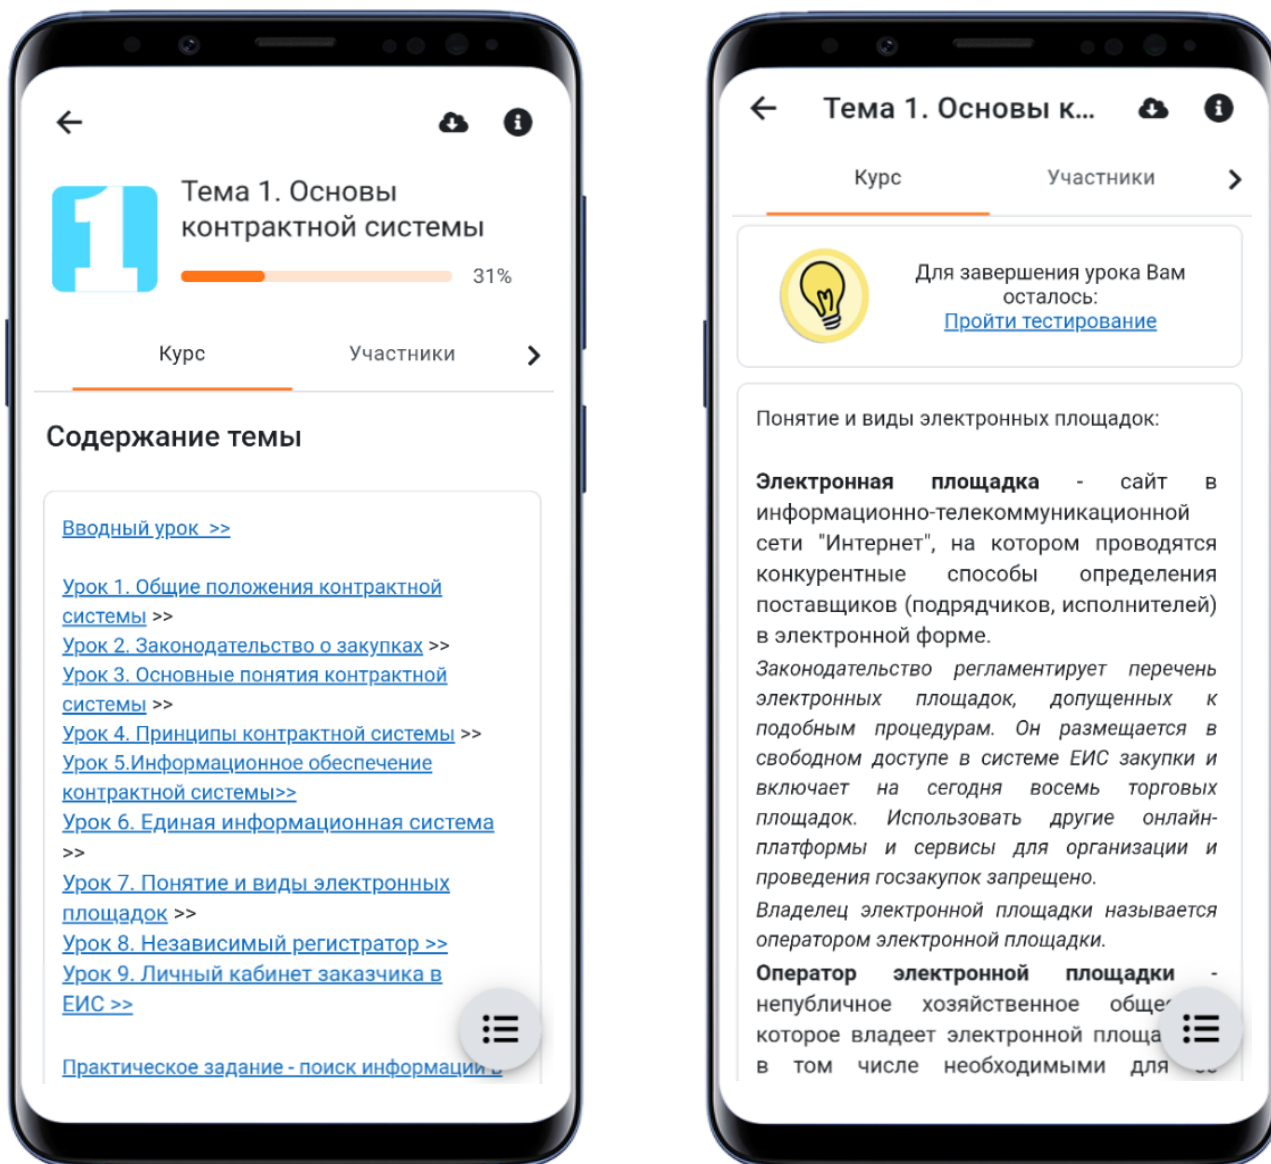 1
Тема 1. Основы
контрактной системы
31%
Курс
Участники
Содержание темы
Вводный урок >>
Урок 1. Общие положения контрактной
системы >>
Урок 2. Законодательство о закупках >>
Урок 3. Основные понятия контрактной
системы >>
Урок 4. Принципы контрактной системы >>
Урок 5.Информационное обеспечение
контрактной системы>>
Урок 6. Единая информационная система
>>
Урок 7. Понятие и виды электронных
площадок >>
Урок 8. Независимый регистратор >>
Урок 9. Личный кабинет заказчика в
ЕИС >>
Практическое задание - поиск информации в
Тема 1. Основы к...
Курс
Участники
Для завершения урока Вам
осталось:
Пройти тестирование
Понятие и виды электронных площадок:
Электронная площадка - сайт в
информационно-телекоммуникационной
сети "Интернет", на котором проводятся
конкурентные способы определения
поставщиков (подрядчиков, исполнителей)
в электронной форме.
Законодательство регламентирует перечень
электронных площадок, допущенных к
подобным процедурам. Он размещается в
свободном доступе в системе ЕИС закупки и
включает на сегодня восемь торговых
площадок. Использовать другие онлайн-
платформы и сервисы для организации и
проведения госзакупок запрещено.
Владелец электронной площадки называется
оператором электронной площадки.
Оператор электронной площадки -
непубличное хозяйственное
которое владеет электронной
в том числе необходимыми для